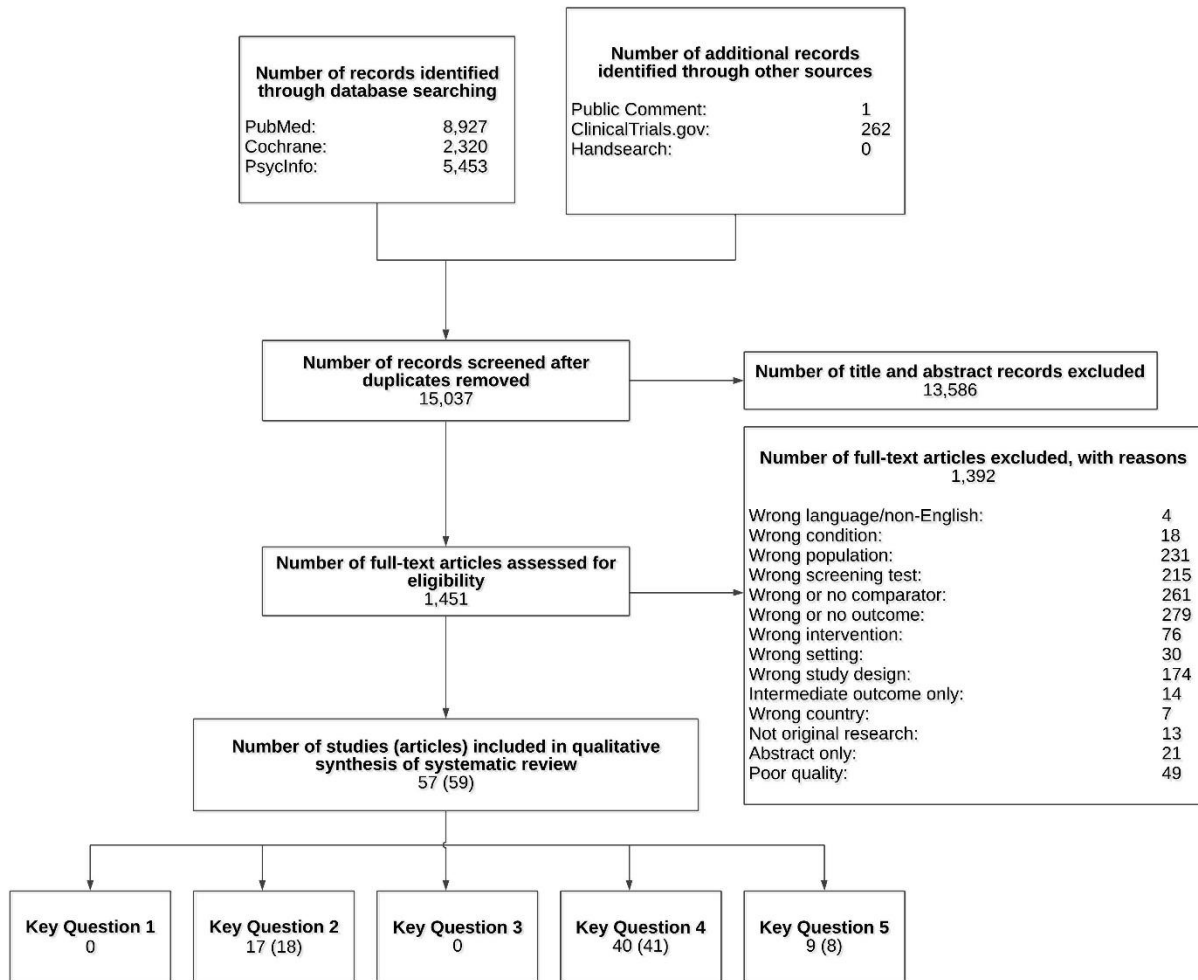 Number of records identified
through database searching
PubMed: 8,927
Cochrane: 2,320
PsycInfo: 5,453
Number of additional records
identified through other sources
Public Comment: 1
ClinicalTrials.gov: 262
Handsearch: 0
Number of records screened after
duplicates removed
15,037
Number of title and abstract records excluded
13,586
Number of full-text articles excluded, with reasons
1,392
Wrong language/non-English: 4
Wrong condition: 18
Wrong population: 231
Wrong screening test: 215
Wrong or no comparator: 261
Wrong or no outcome: 279
Wrong intervention: 76
Wrong setting: 30
Wrong study design: 174
Intermediate outcome only: 14
Wrong country: 7
Not original research: 13
Abstract only: 21
Poor quality: 49
Number of full-text articles assessed for
eligibility
1,451
Number of studies (articles) included in qualitative
synthesis of systematic review
57 (59)
Key Question 1
0
Key Question 2
17 (18)
Key Question 3
0
Key Question 4
40 (41)
Key Question 5
9 (8)